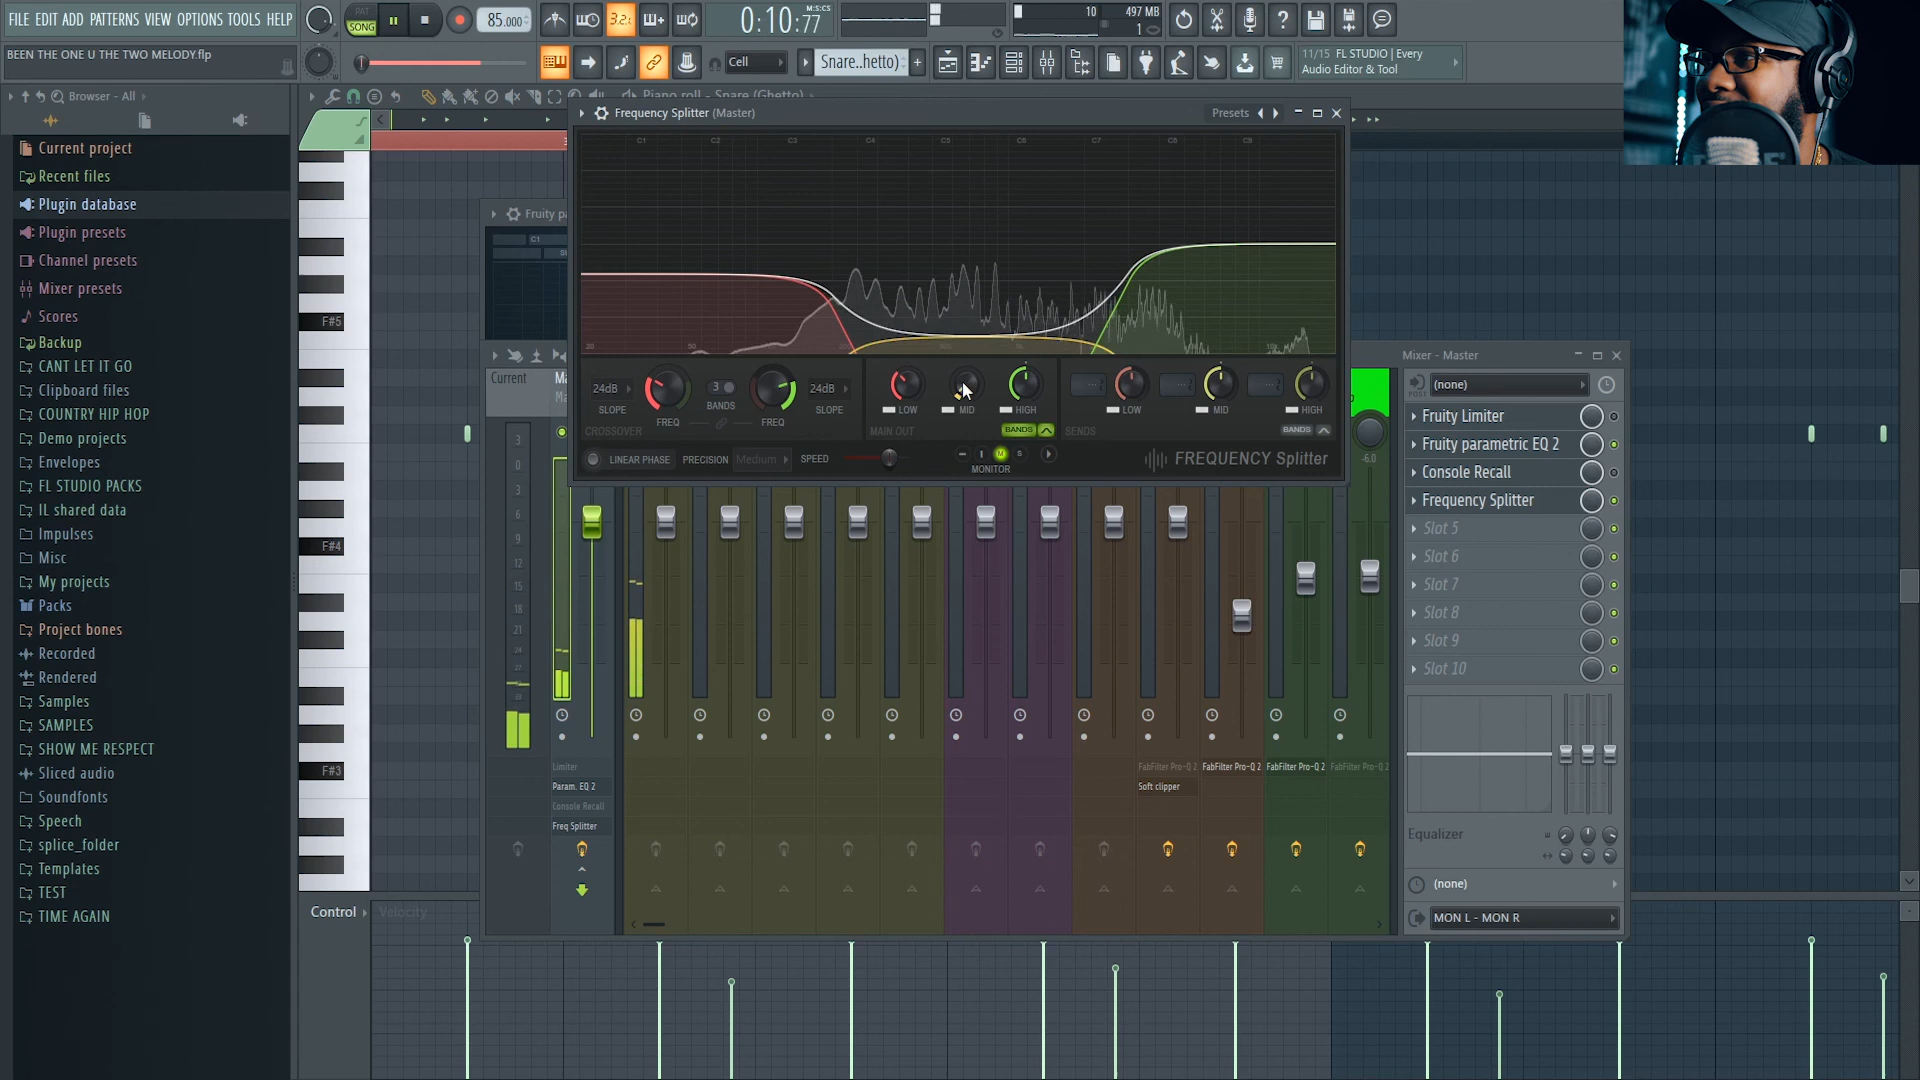 FILE EDIT ADD PATTERNS VIEW OPTIONS TOOLS HELP
PAT
SONG
85.000
3.2.
0:10:77
M:S:CS
10
497 MB
1
BEEN THE ONE U THE TWO MELODY.flp
Cell
Snare..hetto)
11/15 FL STUDIO | Every
Audio Editor & Tool
Browser - All
Piano roll - Snare (Ghetto)
Current project
Recent files
Plugin database
Plugin presets
Channel presets
Mixer presets
Scores
Backup
CANT LET IT GO
Clipboard files
COUNTRY HIP HOP
Demo projects
Envelopes
FL STUDIO PACKS
IL shared data
Impulses
Misc
My projects
Packs
Project bones
Recorded
Rendered
Samples
SAMPLES
SHOW ME RESPECT
Sliced audio
Soundfonts
Speech
splice_folder
Templates
TEST
TIME AGAIN
F#5
F#4
F#3
Control
Velocity
Fruity pa
C1
Frequency Splitter (Master)
Presets
C1 C2 C3 C4 C5 C6 C7 C8 C9
20 50
24dB
SLOPE
FREQ
3
BANDS
FREQ
24dB
SLOPE
CROSSOVER
LOW
MID
HIGH
MAIN OUT
BANDS
LOW
MID
HIGH
SENDS
BANDS
LINEAR PHASE
PRECISION
Medium
SPEED
M
S
MONITOR
FREQUENCY Splitter
Current
Ma
3
0
3
6
9
12
15
18
21
24
27
-6.0
Limiter
Param. EQ 2
Console Recall
Freq Splitter
FabFilter Pro-Q 2
Soft clipper
FabFilter Pro-Q 2
FabFilter Pro-Q 2
FabFilter Pro-Q 2
Mixer - Master
POST
(none)
Fruity Limiter
Fruity parametric EQ 2
Console Recall
Frequency Splitter
Slot 5
Slot 6
Slot 7
Slot 8
Slot 9
Slot 10
Equalizer
(none)
MON L - MON R